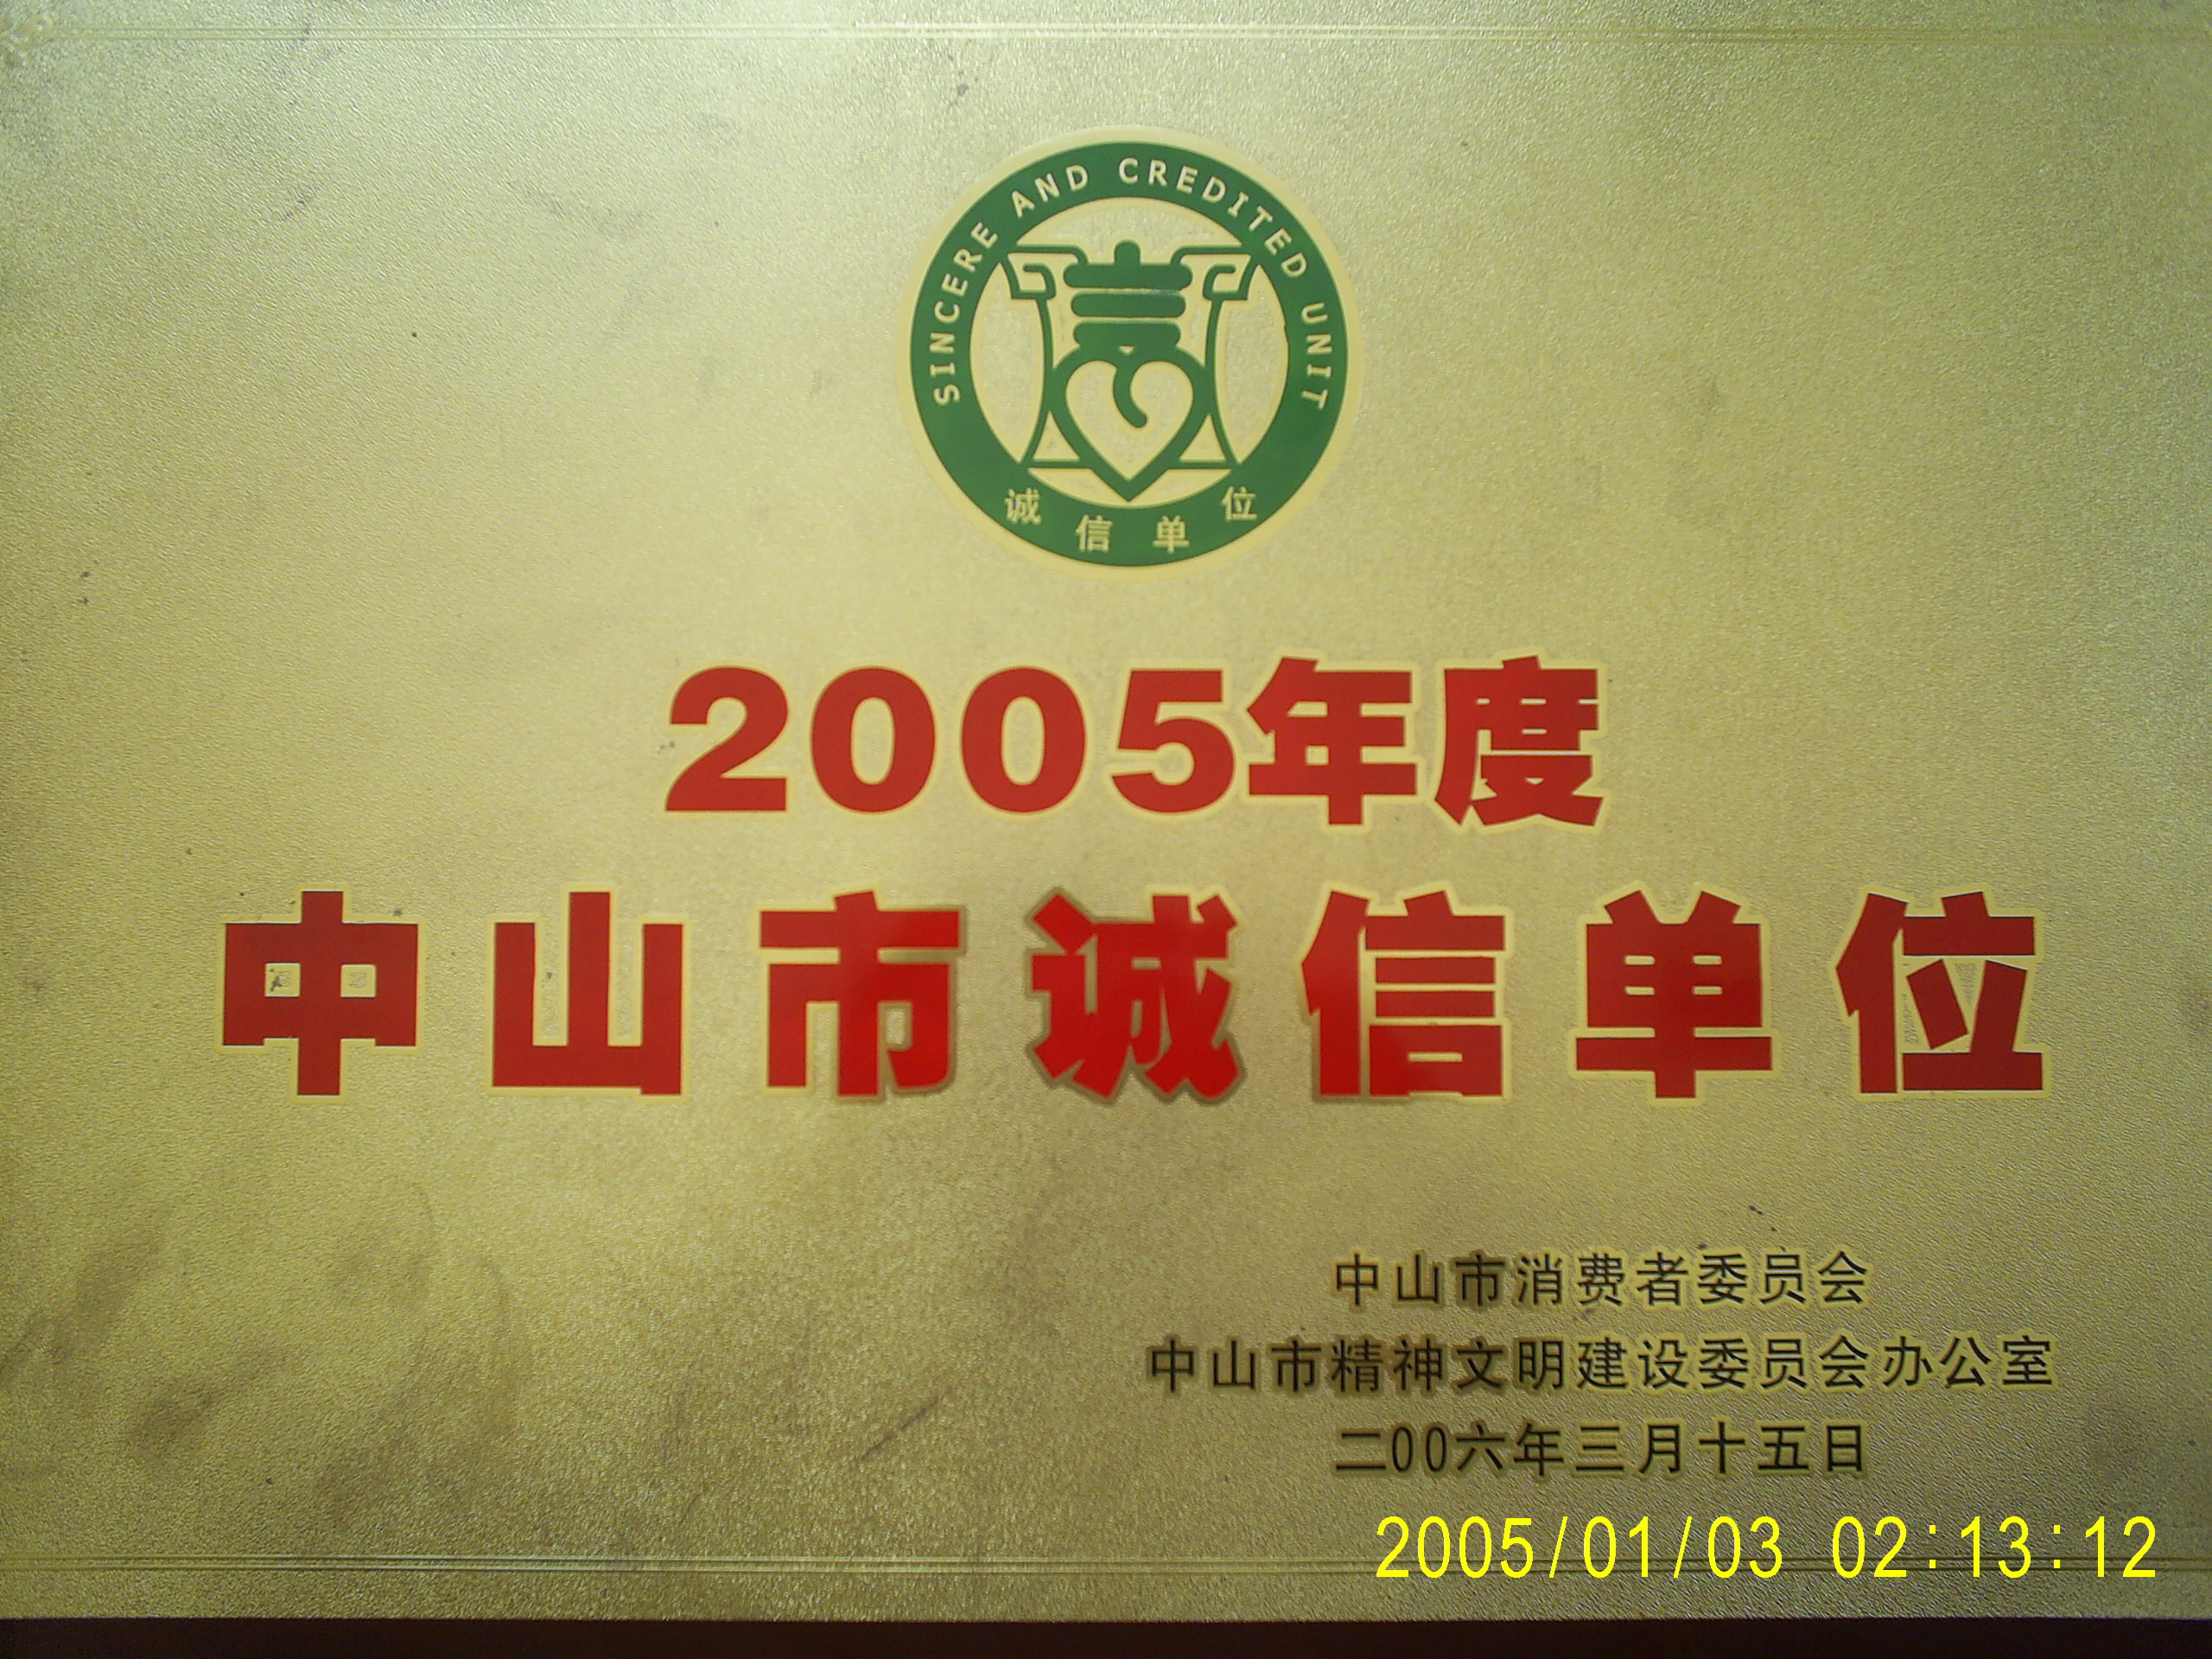 SINCERE AND CREDITED UNIT
诚信单位
2005年度
中山市诚信单位
中山市消费者委员会
中山市精神文明建设委员会办公室
二00六年三月十五日
2005/01/03 02:13:12